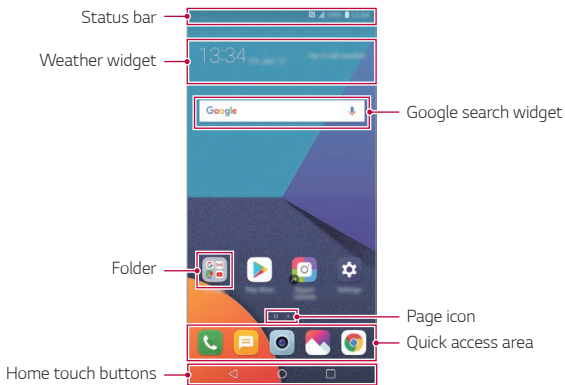 Status bar
Weather widget
13:34
Google
Google search widget
Folder
Page icon
Quick access area
Home touch buttons